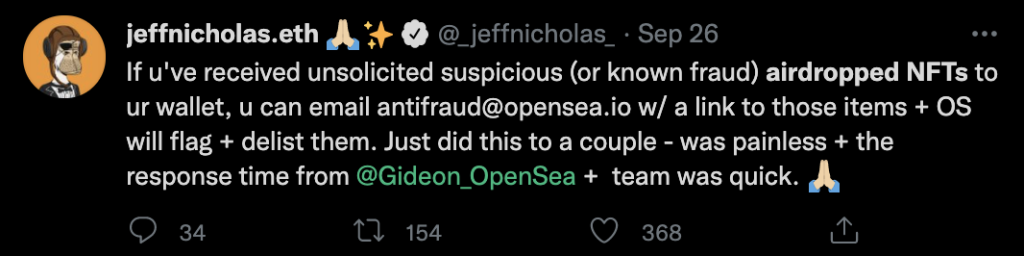 jeffnicholas.eth 🙏🏻✨ @_jeffnicholas_ · Sep 26
If u've received unsolicited suspicious (or known fraud) airdropped NFTs to
ur wallet, u can email antifraud@opensea.io w/ a link to those items + OS
will flag + delist them. Just did this to a couple - was painless + the
response time from @Gideon_OpenSea + team was quick. 🙏🏻
34 154 368